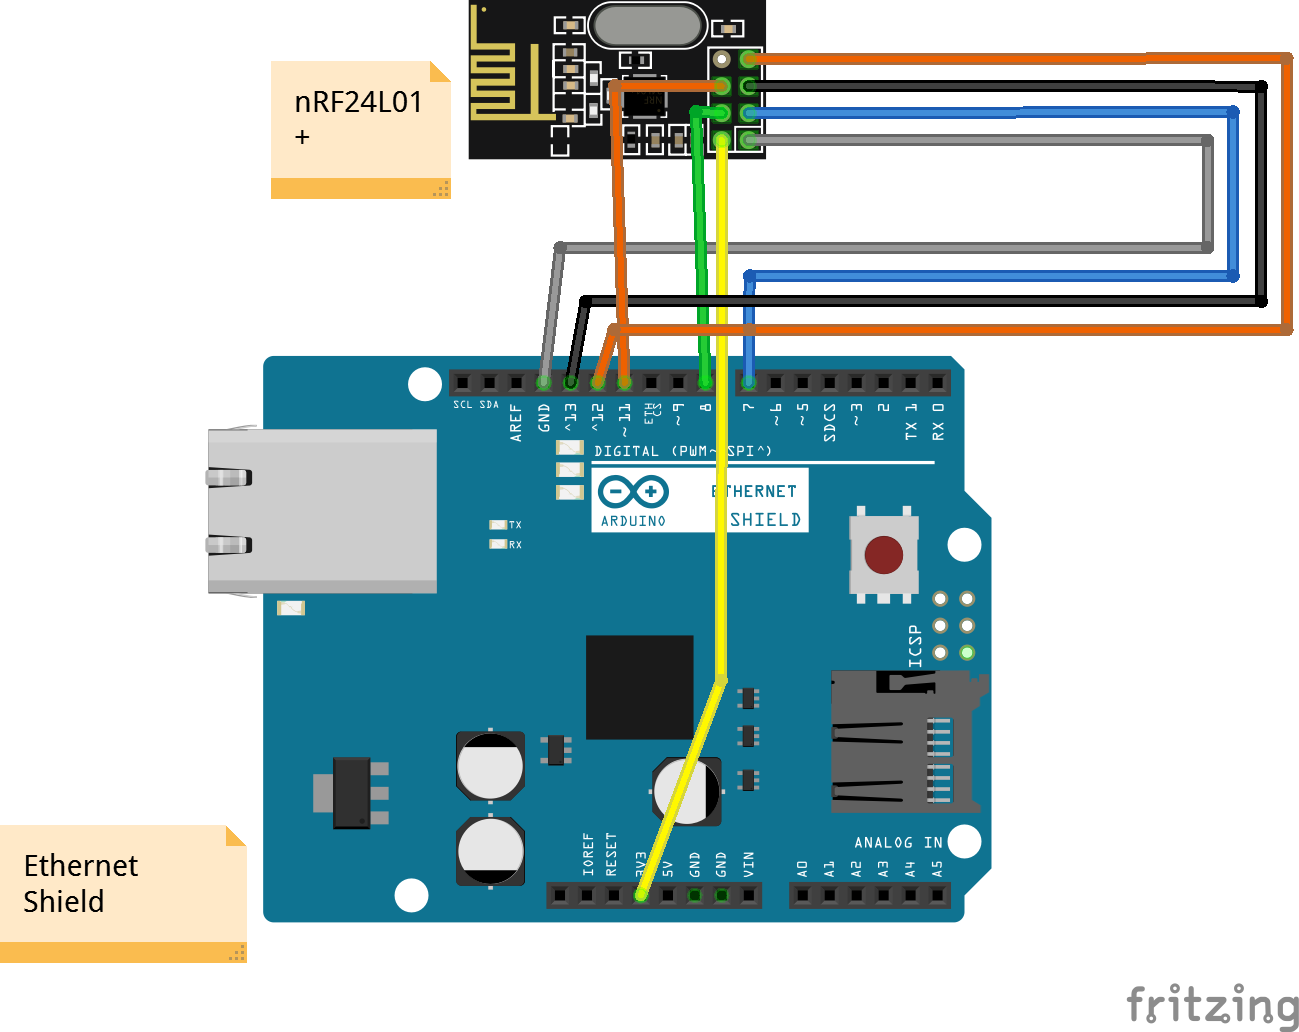 nRF24L01
+
SCL SDA
AREF
GND
^13
^12
~11
ETH
CS
~9
8
7
~6
~5
SDCS
~3
2
TX 1
RX 0
DIGITAL (PWM~ SPI^)
ARDUINO
ETHERNET
SHIELD
TX
RX
ICSP
ANALOG IN
IOREF
RESET
3V3
5V
GND
GND
VIN
A0
A1
A2
A3
A4
A5
Ethernet
Shield
fritzing